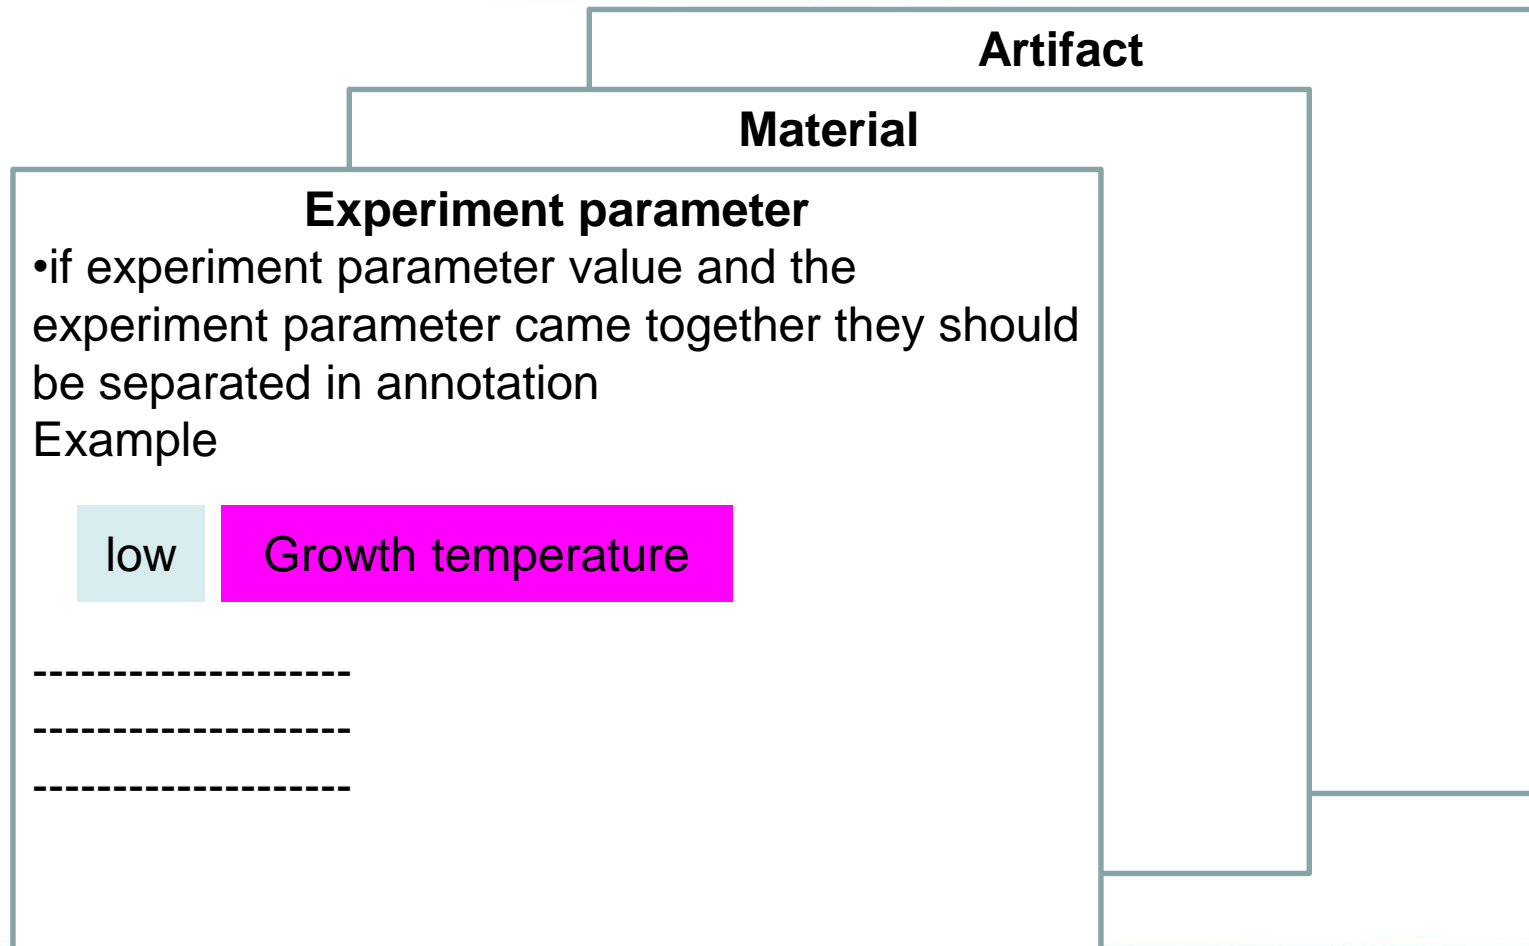 Artifact
Material
Experiment parameter
•if experiment parameter value and the
experiment parameter came together they should
be separated in annotation
Example
low Growth temperature
--------------------
--------------------
--------------------